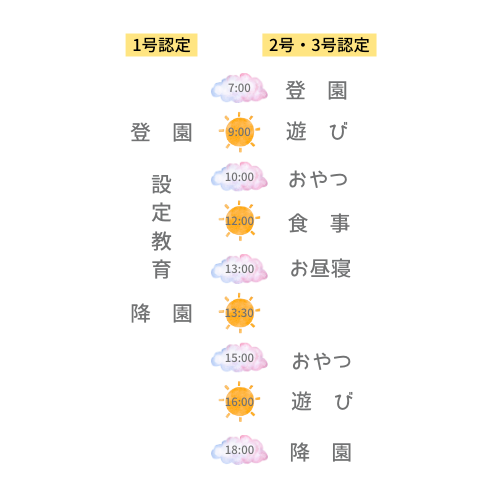 1号認定
2号・3号認定
7:00 登園
登園 9:00 遊び
10:00 おやつ
設定教育
12:00 食事
13:00 お昼寝
降園 13:30
15:00 おやつ
16:00 遊び
18:00 降園